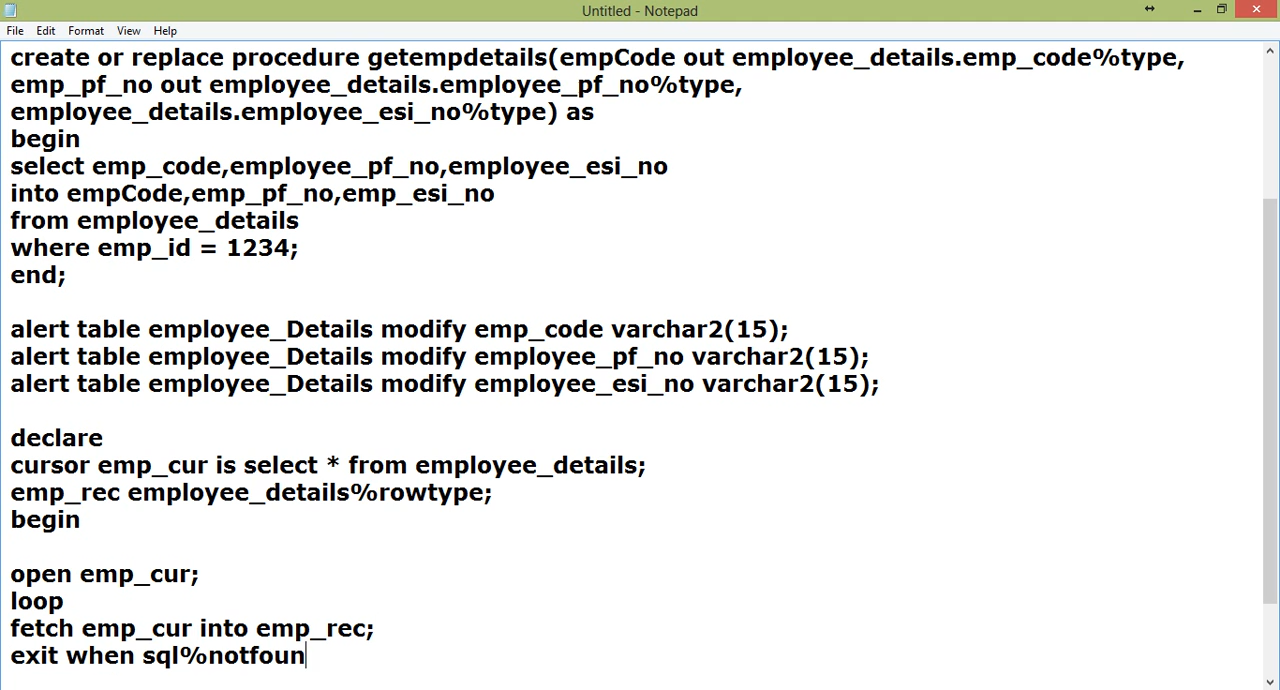 Untitled - Notepad
File Edit Format View Help
create or replace procedure getempdetails(empCode out employee_details.emp_code%type,
emp_pf_no out employee_details.employee_pf_no%type,
employee_details.employee_esi_no%type) as
begin
select emp_code,employee_pf_no,employee_esi_no
into empCode,emp_pf_no,emp_esi_no
from employee_details
where emp_id = 1234;
end;
alert table employee_Details modify emp_code varchar2(15);
alert table employee_Details modify employee_pf_no varchar2(15);
alert table employee_Details modify employee_esi_no varchar2(15);
declare
cursor emp_cur is select * from employee_details;
emp_rec employee_details%rowtype;
begin
open emp_cur;
loop
fetch emp_cur into emp_rec;
exit when sql%notfoun